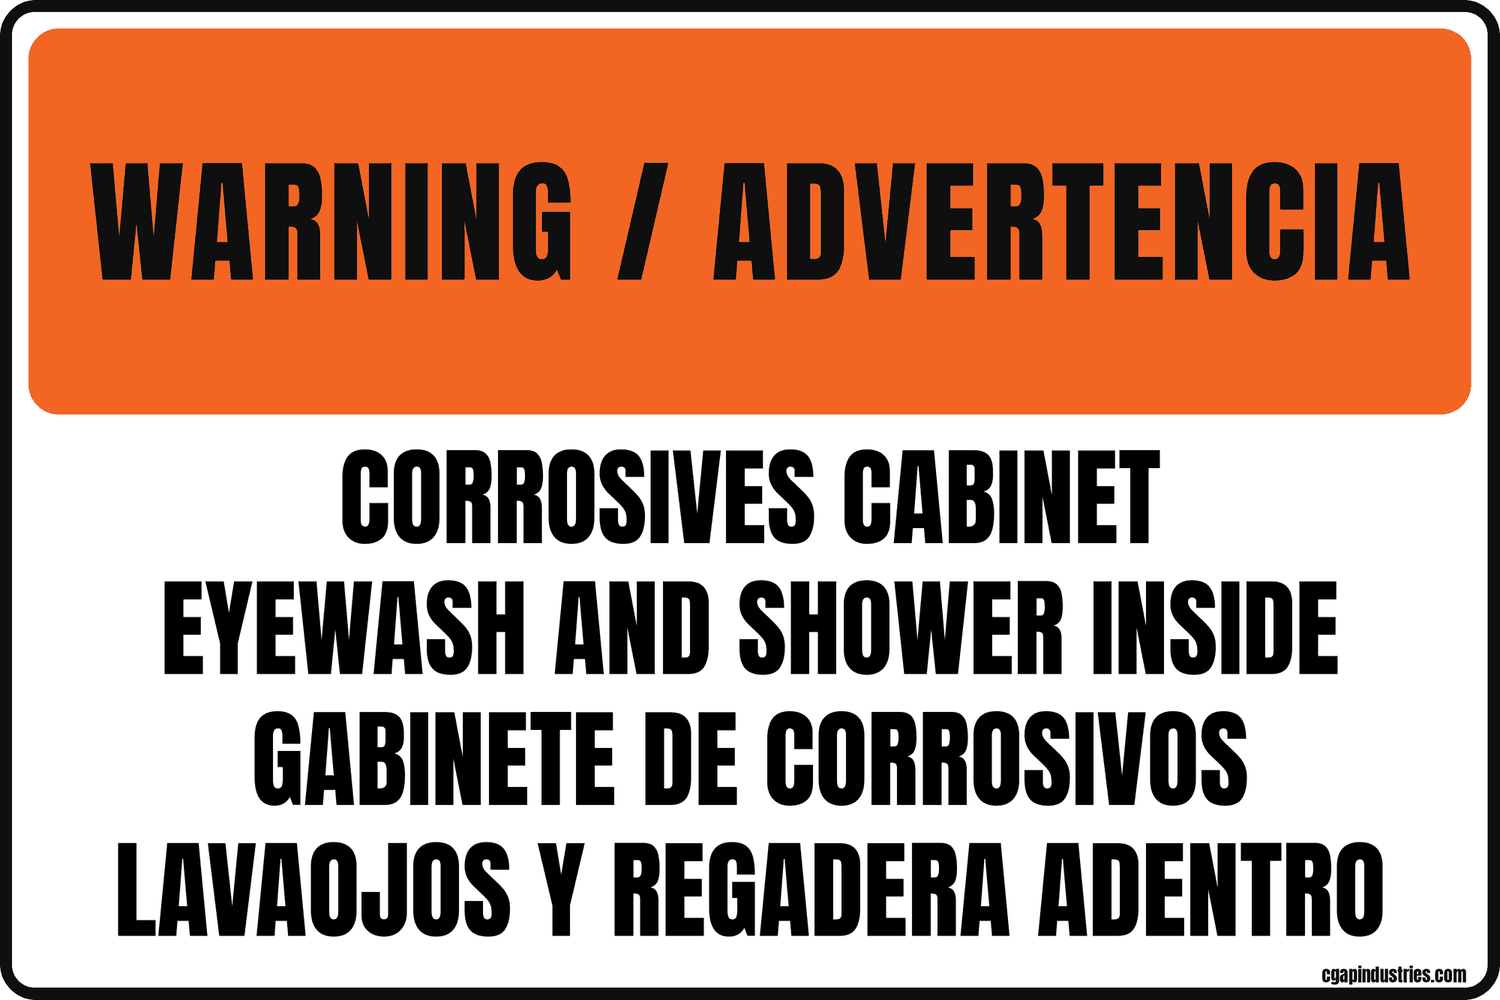 WARNING / ADVERTENCIA
CORROSIVES CABINET
EYEWASH AND SHOWER INSIDE
GABINETE DE CORROSIVOS
LAVAOJOS Y REGADERA ADENTRO
cgapindustries.com